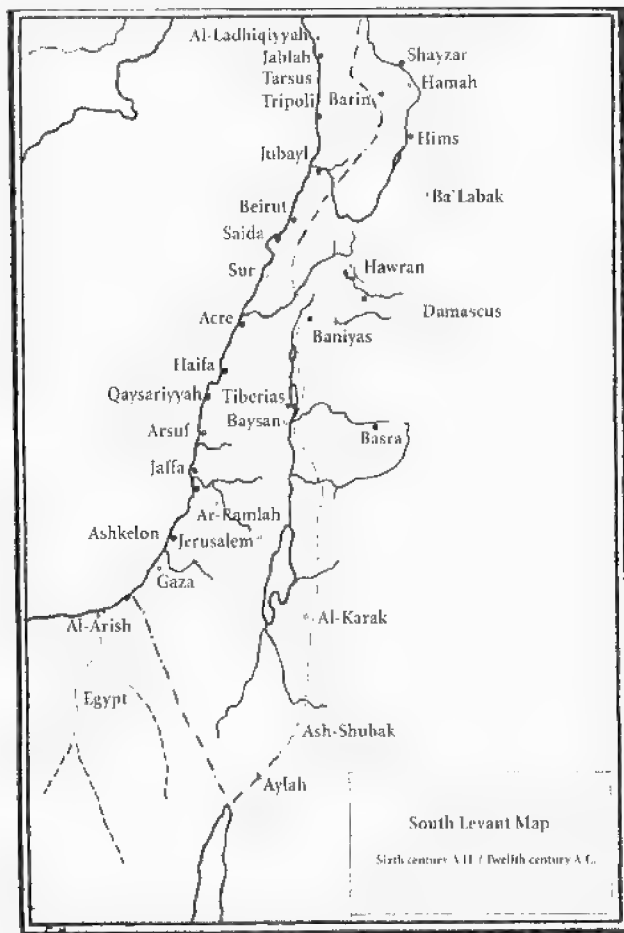 Al-Ladhiqiyyah
Shayzar
Jablah
Tarsus
Hamah
Tripoli
Barin
Hims
Jubayl
Ba'Labak
Beirut
Saida
Sur
Hawran
Damascus
Acre
Baniyas
Haifa
Qaysariyyah
Tiberias
Baysan
Arsuf
Basra
Jaffa
Ar-Ramlah
Ashkelon
Jerusalem
Gaza
Al-Arish
Al-Karak
Egypt
Ash-Shubak
Aylah
South Levant Map
Sixth century A H / Twelfth century A C.